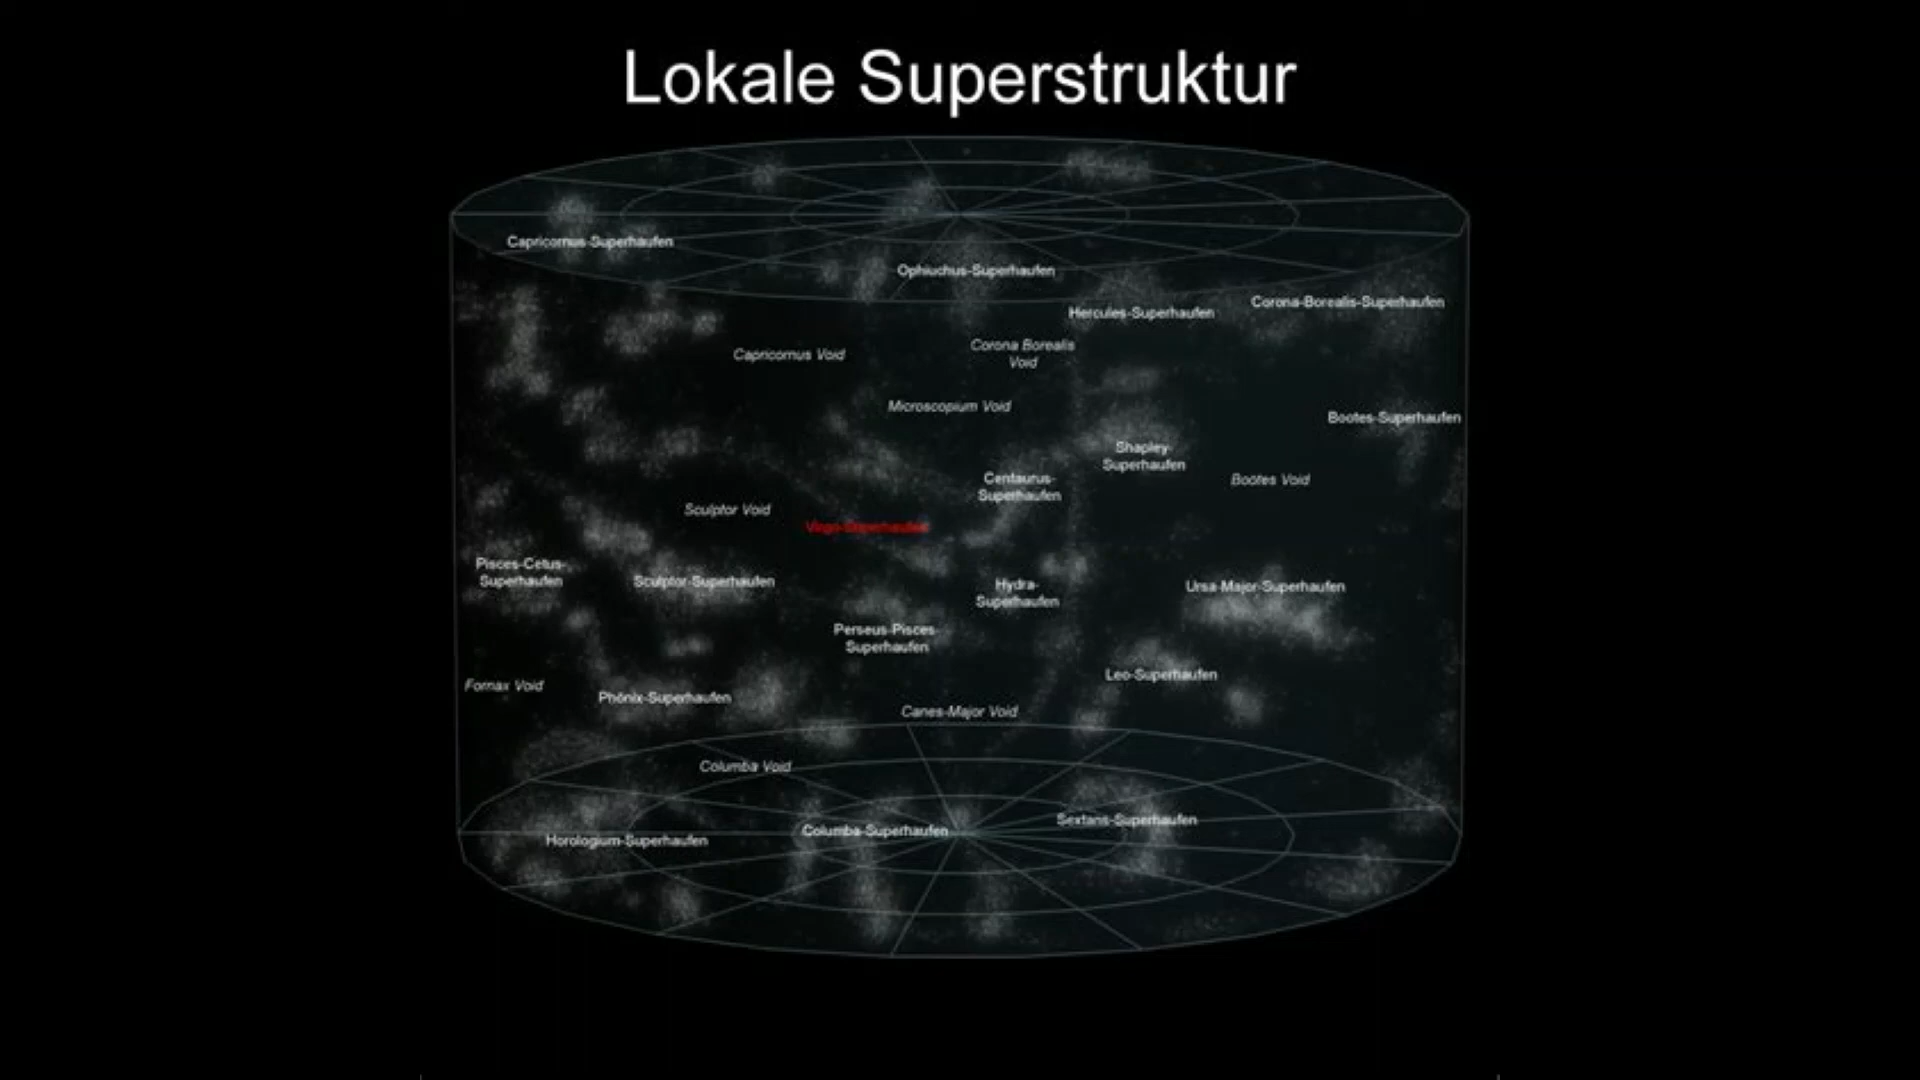 Lokale Superstruktur
Capricornus-Superhaufen
Ophiuchus-Superhaufen
Hercules-Superhaufen
Corona-Borealis-Superhaufen
Capricornus Void
Corona Borealis
Void
Microscopium Void
Bootes-Superhaufen
Shapley-
Superhaufen
Centaurus-
Superhaufen
Bootes Void
Sculptor Void
Virgo-Superhaufen
Pisces-Cetus-
Superhaufen
Sculptor-Superhaufen
Hydra-
Superhaufen
Ursa-Major-Superhaufen
Perseus-Pisces-
Superhaufen
Leo-Superhaufen
Fornax Void
Phönix-Superhaufen
Canes-Major Void
Columba Void
Horologium-Superhaufen
Columba-Superhaufen
Sextans-Superhaufen